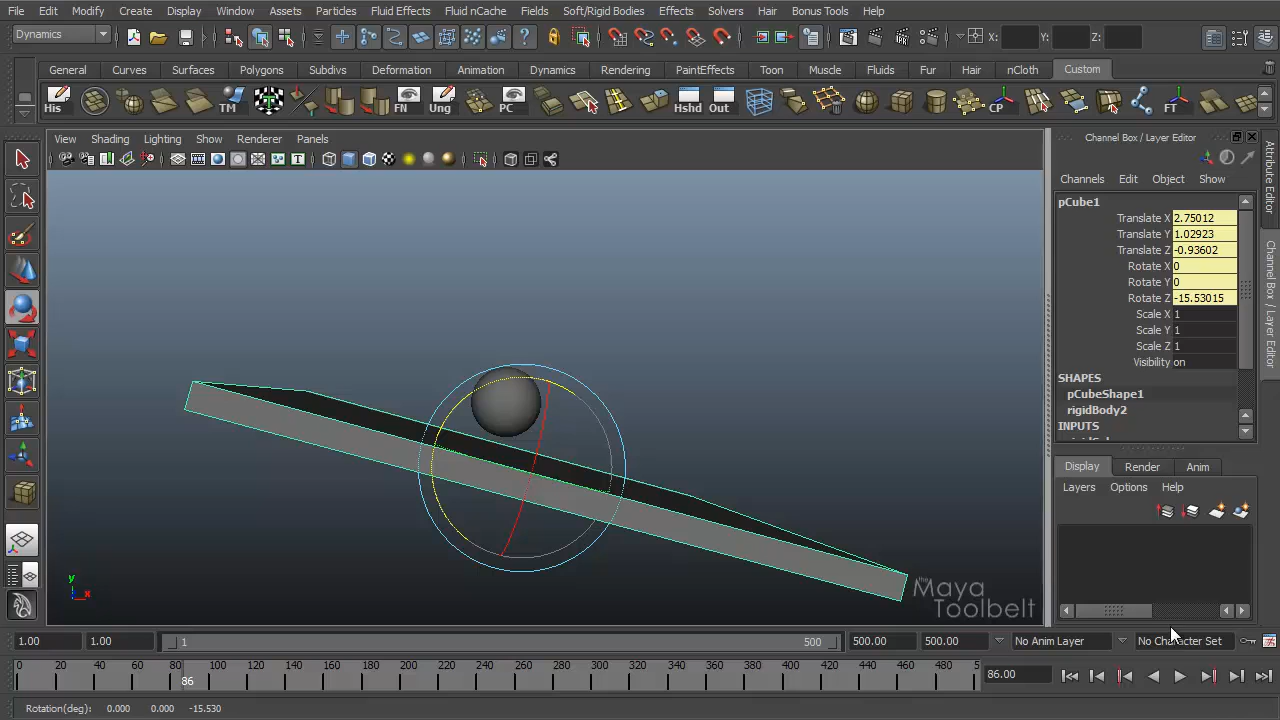 File Edit Modify Create Display Window Assets Particles Fluid Effects Fluid nCache Fields Soft/Rigid Bodies Effects Solvers Hair Bonus Tools Help
Dynamics X: Y: Z:
General Curves Surfaces Polygons Subdivs Deformation Animation Dynamics Rendering PaintEffects Toon Muscle Fluids Fur Hair nCloth Custom
His TM FN Ung PC Hshd Out CP FT
View Shading Lighting Show Renderer Panels
Channel Box / Layer Editor
Channels Edit Object Show
pCube1
Translate X 2.75012
Translate Y 1.02923
Translate Z -0.93602
Rotate X 0
Rotate Y 0
Rotate Z -15.53015
Scale X 1
Scale Y 1
Scale Z 1
Visibility on
SHAPES
pCubeShape1
rigidBody2
INPUTS
Attribute Editor
Channel Box / Layer Editor
Display Render Anim
Layers Options Help
y
x
the Maya
Toolbelt
1.00 1.00 1 500 500.00 500.00 No Anim Layer No Character Set
0 20 40 60 80 100 120 140 160 180 200 220 240 260 280 300 320 340 360 380 400 420 440 460 480 5
86 86.00
Rotation(deg): 0.000 0.000 -15.530